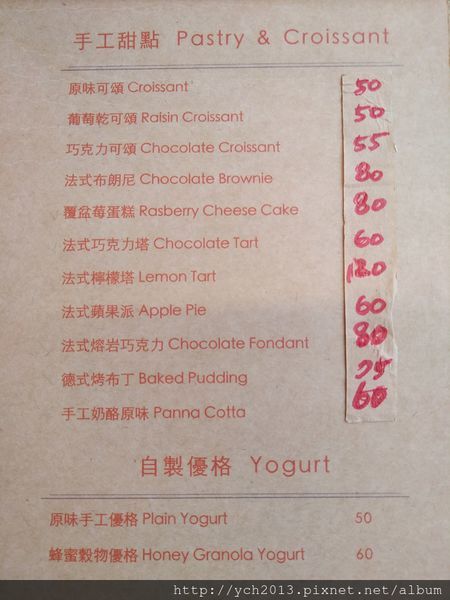 手工甜點 Pastry & Croissant
原味可頌 Croissant 50
葡萄乾可頌 Raisin Croissant 50
巧克力可頌 Chocolate Croissant 55
法式布朗尼 Chocolate Brownie 80
覆盆莓蛋糕 Rasberry Cheese Cake 80
法式巧克力塔 Chocolate Tart 60
法式檸檬塔 Lemon Tart 120
法式蘋果派 Apple Pie 60
法式熔岩巧克力 Chocolate Fondant 80
德式烤布丁 Baked Pudding
手工奶酪原味 Panna Cotta 60
自製優格 Yogurt
原味手工優格 Plain Yogurt 50
蜂蜜穀物優格 Honey Granola Yogurt 60
http://ych2013.pixnet.net/album